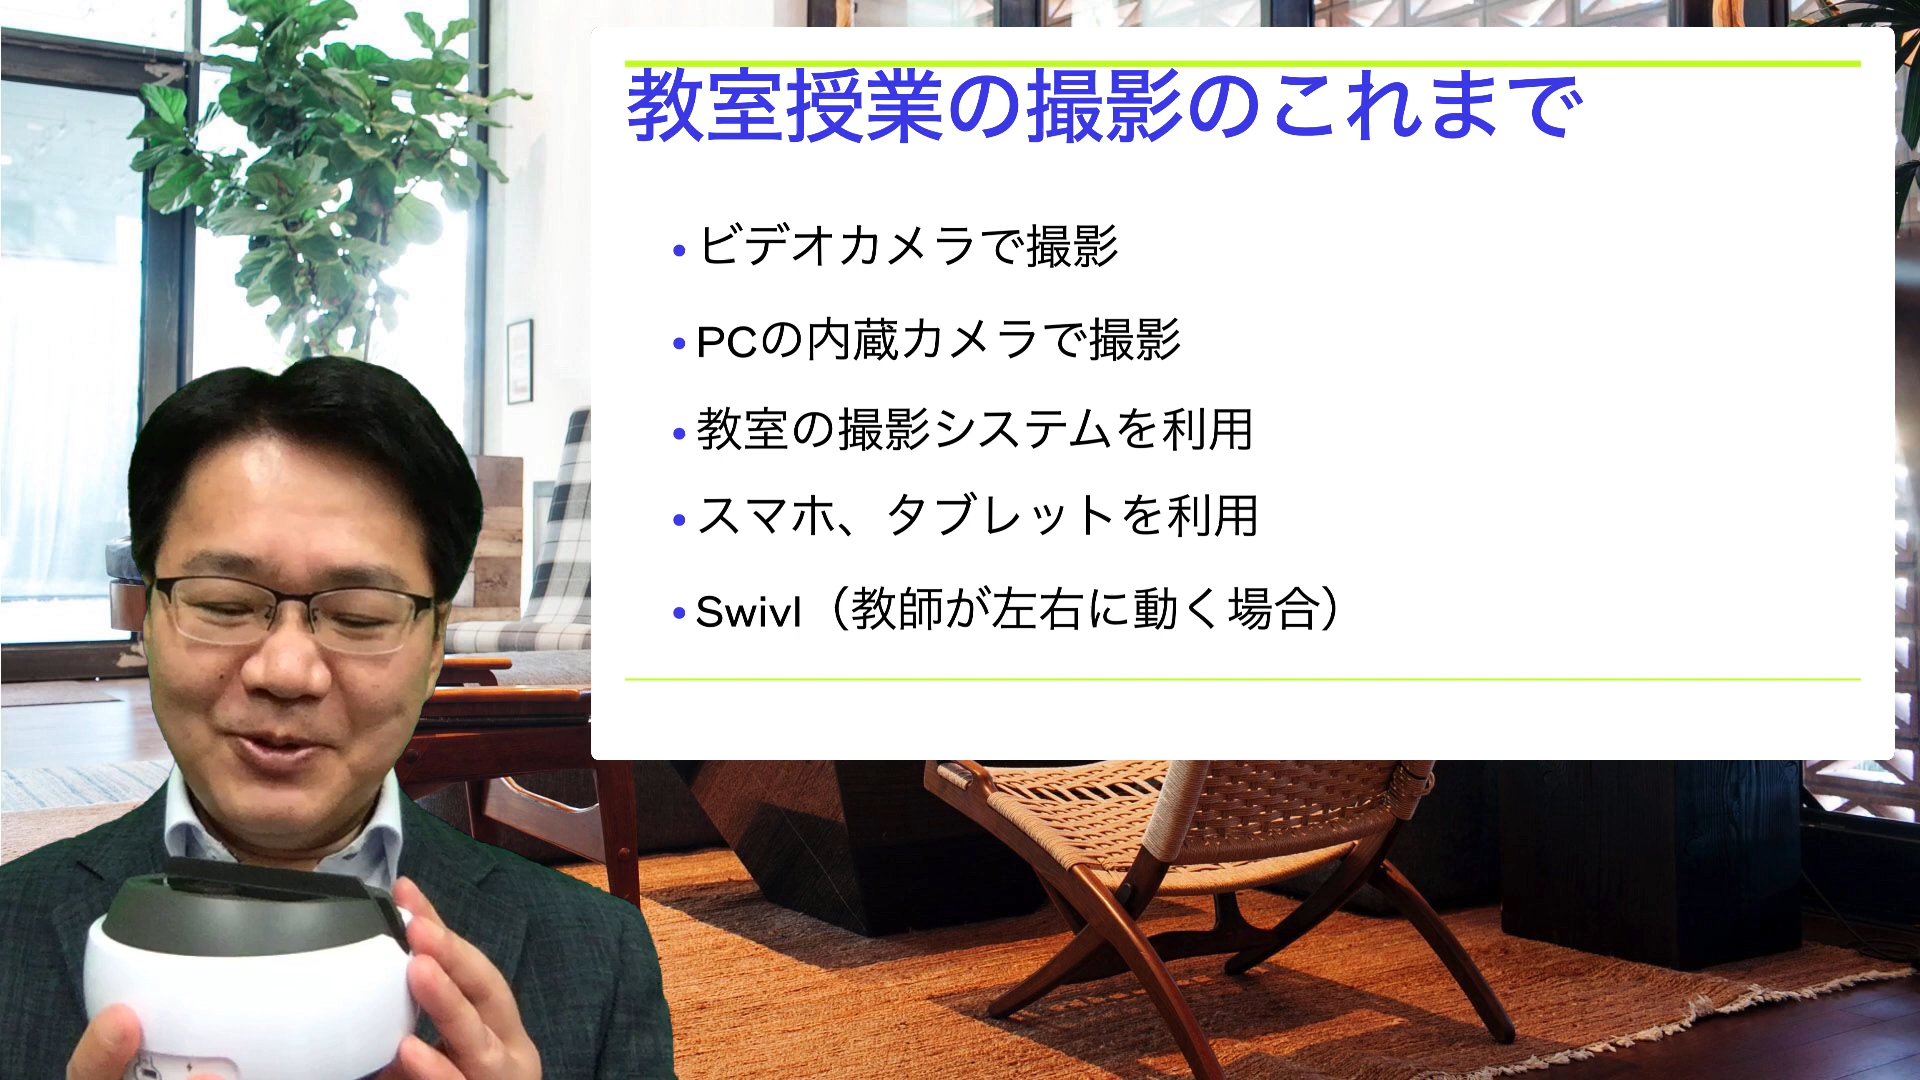 教室授業の撮影のこれまで
•ビデオカメラで撮影
•PCの内蔵カメラで撮影
•教室の撮影システムを利用
•スマホ、タブレットを利用
•Swivl（教師が左右に動く場合）